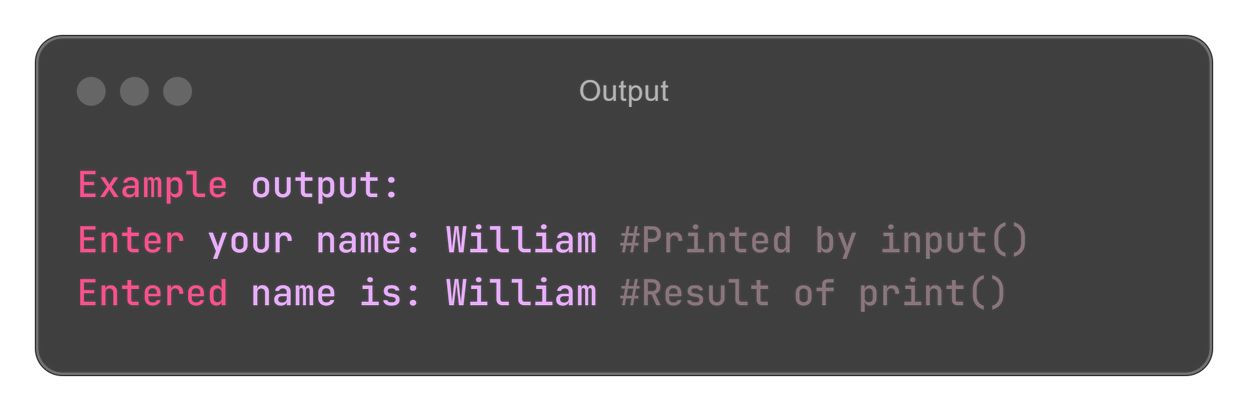 Output
Example output:
Enter your name: William #Printed by input()
Entered name is: William #Result of print()